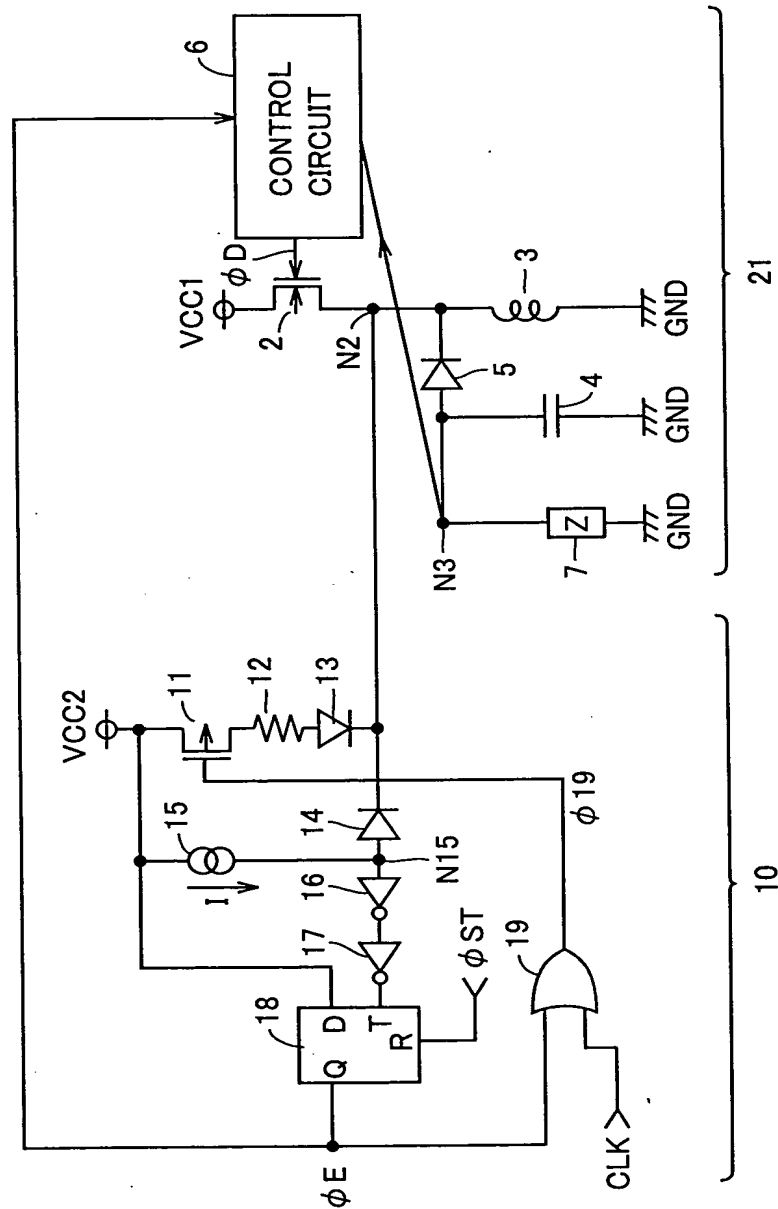 6
CONTROL
CIRCUIT
φD
VCC1
2
N2
3
GND
5
4
GND
N3
7
Z
GND
21
VCC2
11
12
13
15
I
14
N15
16
17
18
D
T
Q
R
φST
φE
19
φ19
CLK
10